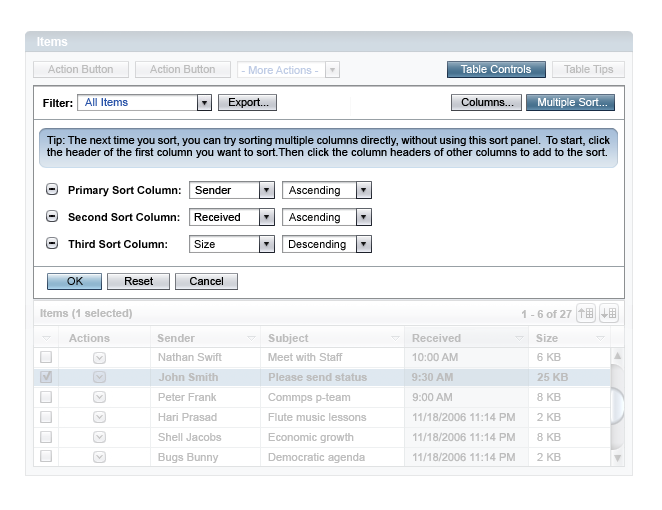 Items
Action Button Action Button - More Actions - Table Controls Table Tips
Filter: All Items Export... Columns... Multiple Sort...
Tip: The next time you sort, you can try sorting multiple columns directly, without using this sort panel. To start, click
the header of the first column you want to sort.Then click the column headers of other columns to add to the sort.
Primary Sort Column: Sender Ascending
Second Sort Column: Received Ascending
Third Sort Column: Size Descending
OK Reset Cancel
Items (1 selected) 1 - 6 of 27
Actions Sender Subject Received Size
Nathan Swift Meet with Staff 10:00 AM 6 KB
John Smith Please send status 9:30 AM 25 KB
Peter Frank Commps p-team 9:00 AM 8 KB
Hari Prasad Flute music lessons 11/18/2006 11:14 PM 2 KB
Shell Jacobs Economic growth 11/18/2006 11:14 PM 8 KB
Bugs Bunny Democratic agenda 11/18/2006 11:14 PM 2 KB